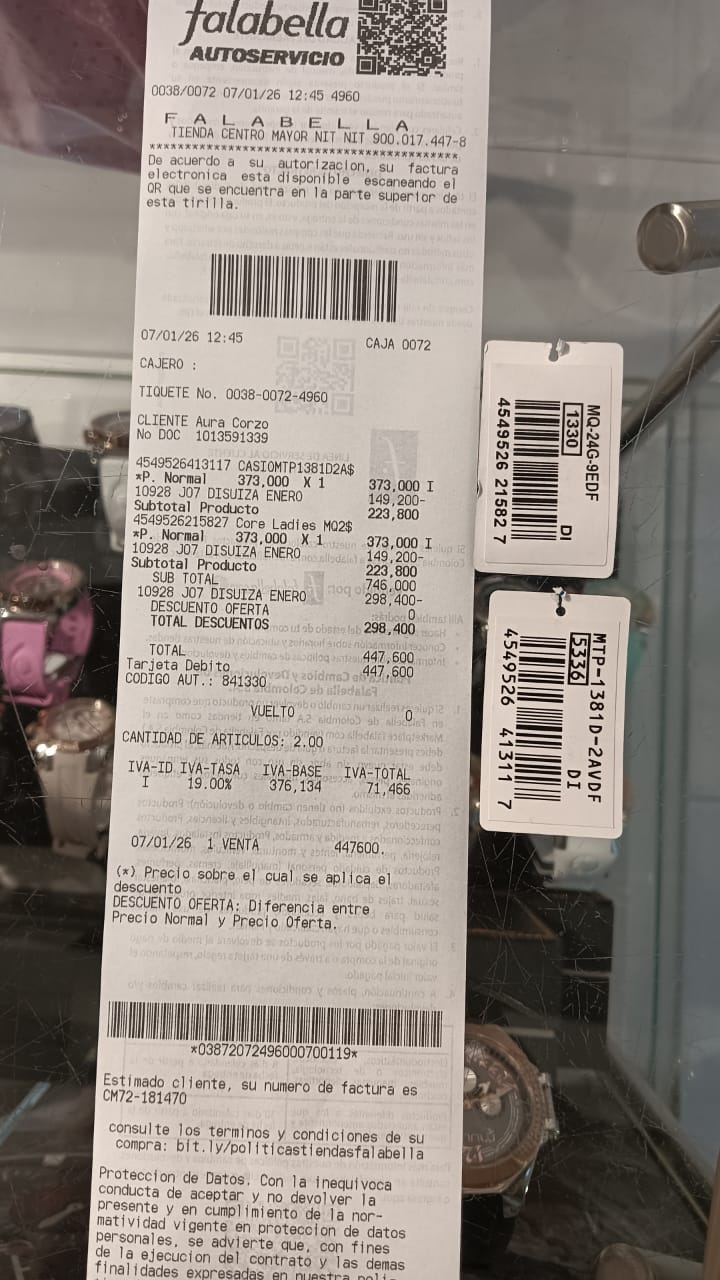 falabella
AUTOSERVICIO
0038/0072 07/01/26 12:45 4960
F A L A B E L L A
TIENDA CENTRO MAYOR NIT NIT 900.017.447-8
De acuerdo a su autorizacion, su factura
electronica esta disponible escaneando el
QR que se encuentra en la parte superior de
esta tirilla.
07/01/26 12:45 CAJA 0072
CAJERO :
TIQUETE No. 0038-0072-4960
CLIENTE Aura Corzo
No DOC 1013591339
4549526413117 CASIOMTP1381D2A$
*P. Normal 373,000 X 1 373,000 I
10928 J07 DISUIZA ENERO 149,200-
Subtotal Producto 223,800
4549526215827 Core Ladies MQ2$
*P. Normal 373,000 X 1 373,000 I
10928 J07 DISUIZA ENERO 149,200-
Subtotal Producto 223,800
SUB TOTAL 746,000
10928 J07 DISUIZA ENERO 298,400-
DESCUENTO OFERTA 0
TOTAL DESCUENTOS 298,400
TOTAL 447,600
Tarjeta Debito 447,600
CODIGO AUT.: 841330
VUELTO 0
CANTIDAD DE ARTICULOS: 2.00
IVA-ID IVA-TASA IVA-BASE IVA-TOTAL
I 19.00% 376,134 71,466
07/01/26 1 VENTA 447600.
(*) Precio sobre el cual se aplica el
descuento
DESCUENTO OFERTA: Diferencia entre
Precio Normal y Precio Oferta.
*03872072496000700119*
Estimado cliente, su numero de factura es
CM72-181470
consulte los terminos y condiciones de su
compra: bit.ly/politicastiendasfalabella
Proteccion de Datos. Con la inequivoca
conducta de aceptar y no devolver la
presente y en cumplimiento de la nor-
matividad vigente en proteccion de datos
personales, se advierte que, con fines
de la ejecucion del contrato y las demas
finalidades expresadas en nuestra poli-
MQ-24G-9EDF
1330
DI
4549526 21582 7
MTP-1381D-2AVDF
5336
DI
4549526 41311 7